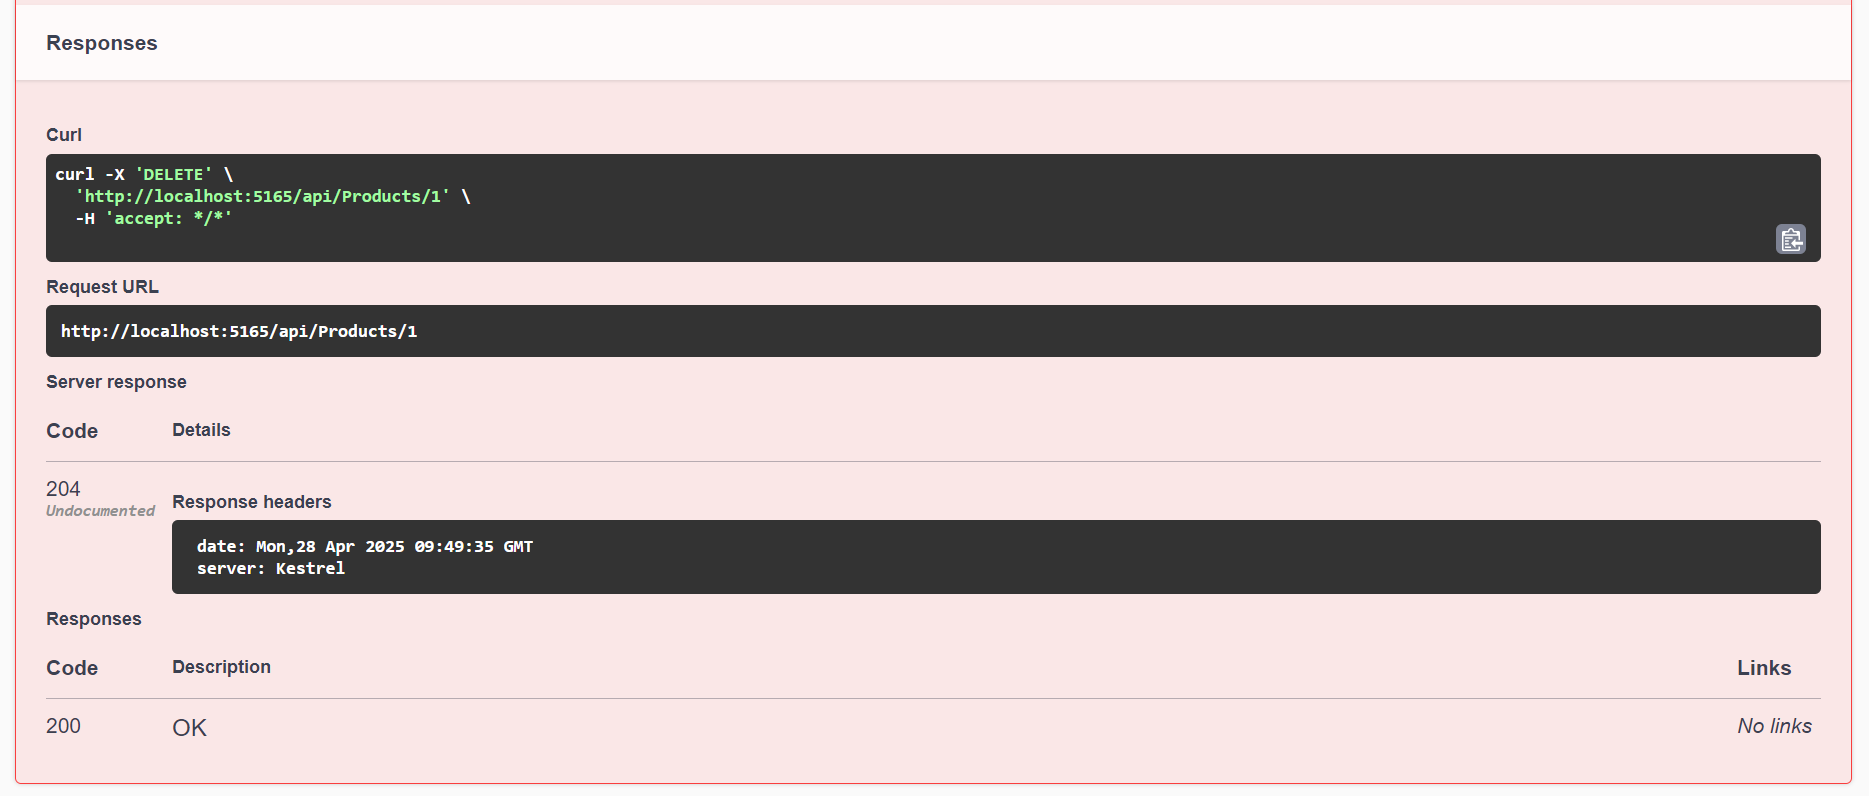 Responses
Curl
curl -X 'DELETE' \
'http://localhost:5165/api/Products/1' \
-H 'accept: */*'
Request URL
http://localhost:5165/api/Products/1
Server response
Code Details
204
Undocumented
Response headers
date: Mon,28 Apr 2025 09:49:35 GMT
server: Kestrel
Responses
Code Description Links
200 OK No links